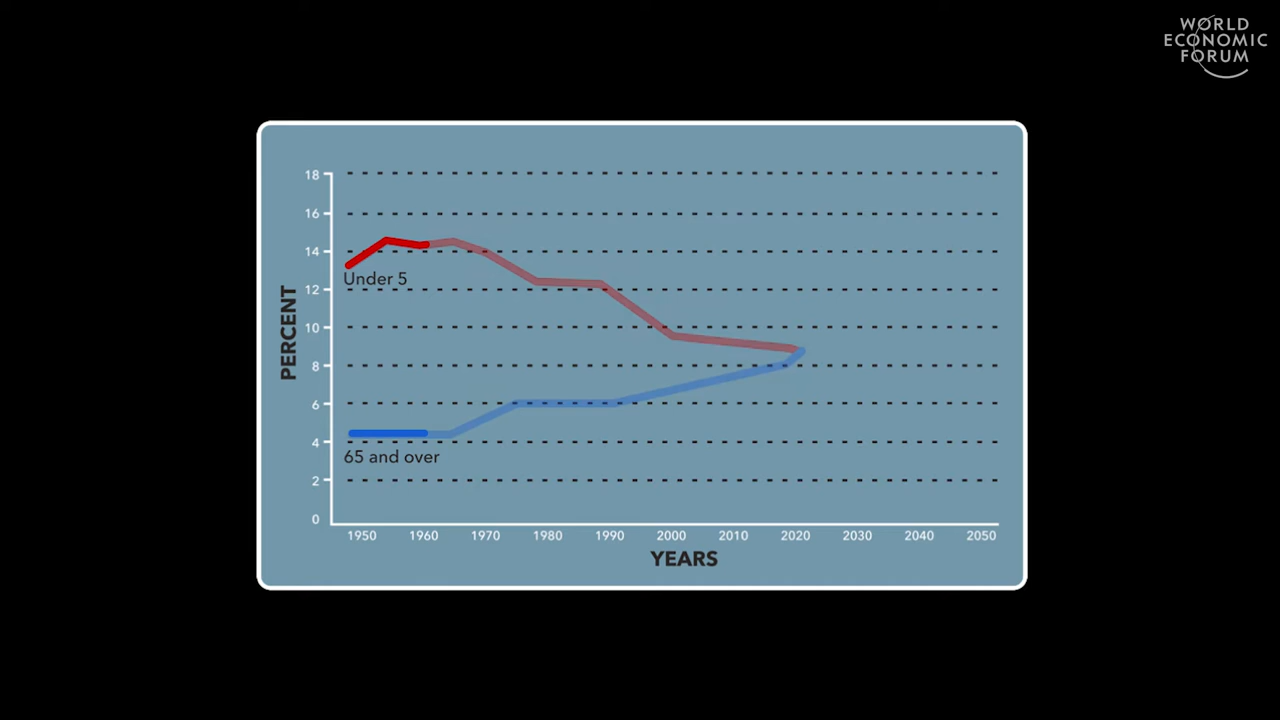 WORLD
ECONOMIC
FORUM
18
16
14
12
10
8
6
4
2
0
PERCENT
Under 5
65 and over
1950 1960 1970 1980 1990 2000 2010 2020 2030 2040 2050
YEARS